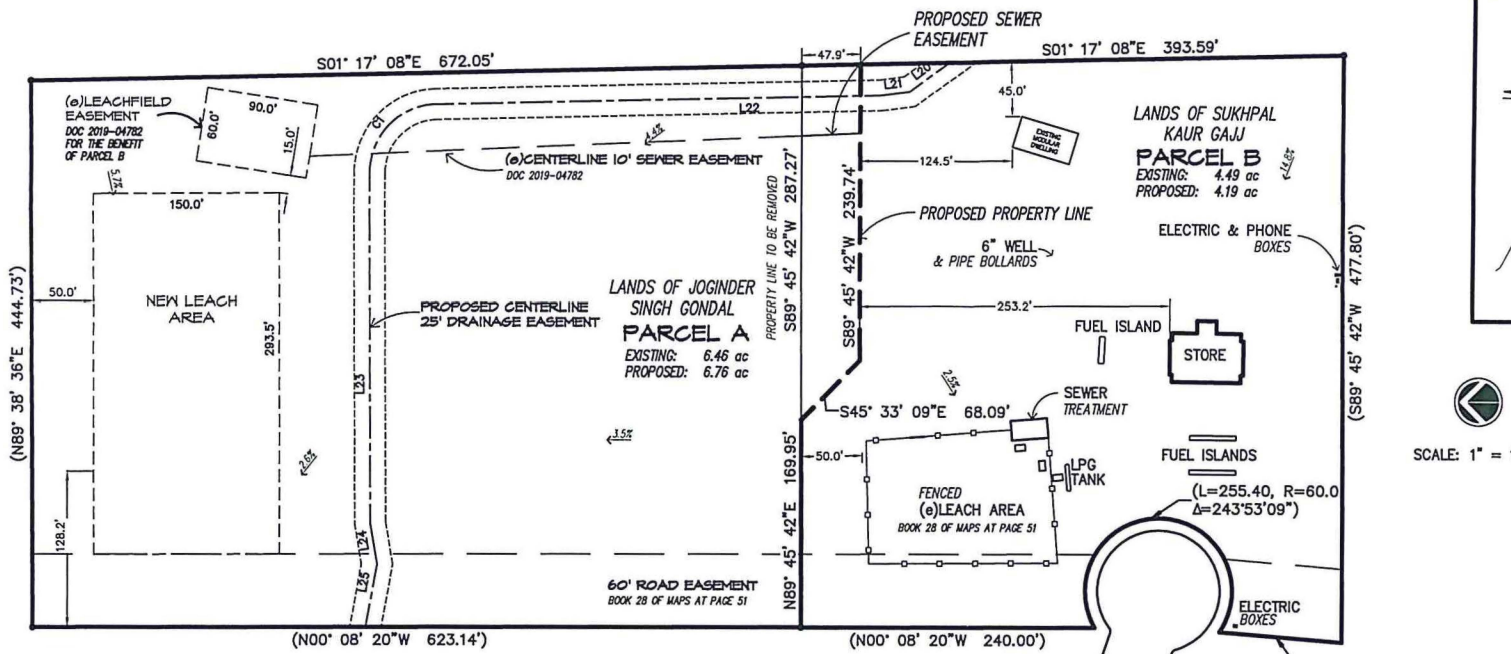 PROPOSED SEWER
EASEMENT
S01° 17' 08"E 672.05'
47.9'
S01° 17' 08"E 393.59'
(e)LEACHFIELD
EASEMENT
DOC 2019-04782
FOR THE BENEFIT
OF PARCEL B
90.0'
60.0'
15.0'
C1
L22
L21
L20
4.4%
(e)CENTERLINE 10' SEWER EASEMENT
DOC 2019-04782
45.0'
EXISTING
MODULAR
DWELLING
124.5'
LANDS OF SUKHPAL
KAUR GAJJ
PARCEL B
EXISTING: 4.49 ac
PROPOSED: 4.19 ac
14.8%
5.7%
150.0'
PROPERTY LINE TO BE REMOVED
S89° 45' 42"W 287.27'
S89° 45' 42"W 239.74'
PROPOSED PROPERTY LINE
6" WELL
& PIPE BOLLARDS
ELECTRIC & PHONE
BOXES
(N89° 38' 36"E 444.73')
50.0'
NEW LEACH
AREA
293.5'
PROPOSED CENTERLINE
25' DRAINAGE EASEMENT
LANDS OF JOGINDER
SINGH GONDAL
PARCEL A
EXISTING: 6.46 ac
PROPOSED: 6.76 ac
253.2'
FUEL ISLAND
STORE
(S89° 45' 42"W 477.80')
L23
2.5%
S45° 33' 09"E 68.09'
SEWER
TREATMENT
SCALE: 1" =
3.5%
2.6%
50.0'
LPG
TANK
FUEL ISLANDS
(L=255.40, R=60.0
Δ=243°53'09")
FENCED
(e)LEACH AREA
BOOK 28 OF MAPS AT PAGE 51
128.2'
N89° 45' 42"E 169.95'
L24
L25
60' ROAD EASEMENT
BOOK 28 OF MAPS AT PAGE 51
ELECTRIC
BOXES
(N00° 08' 20"W 623.14')
(N00° 08' 20"W 240.00')